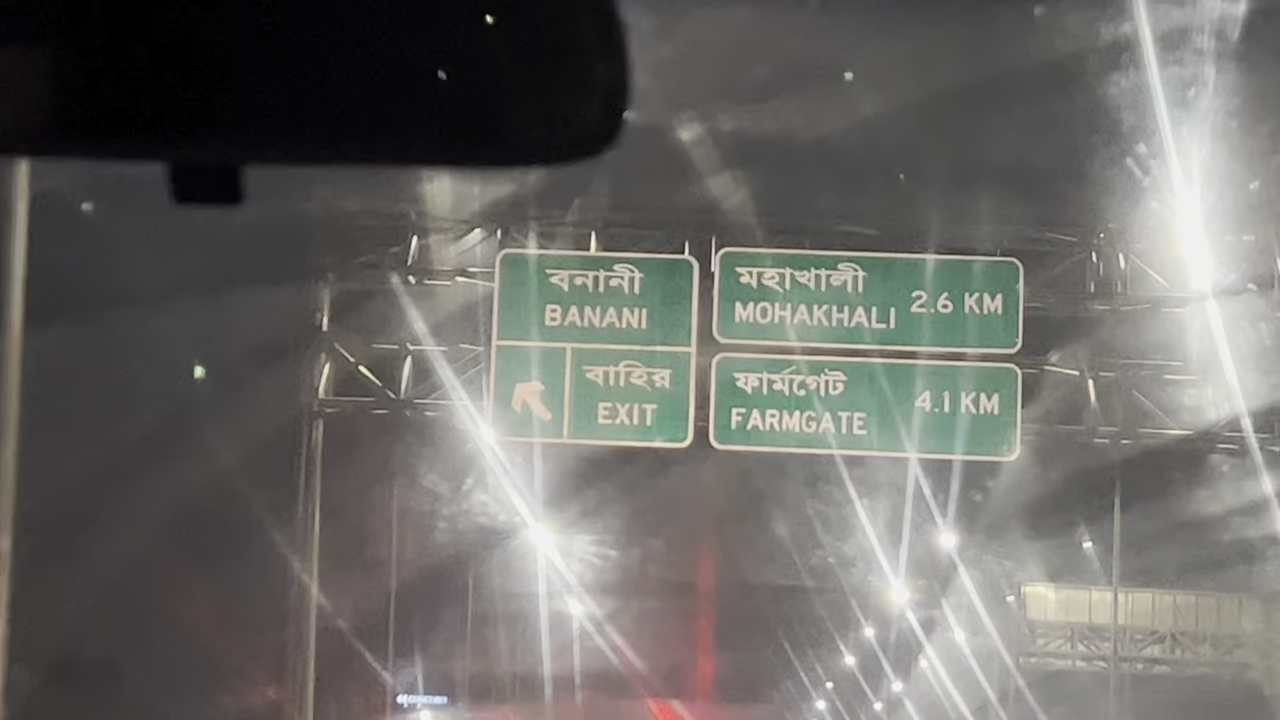 বনানী
BANANI
বাহির
EXIT
মহাখালী
MOHAKHALI
2.6 KM
ফার্মগেট
FARMGATE
4.1 KM